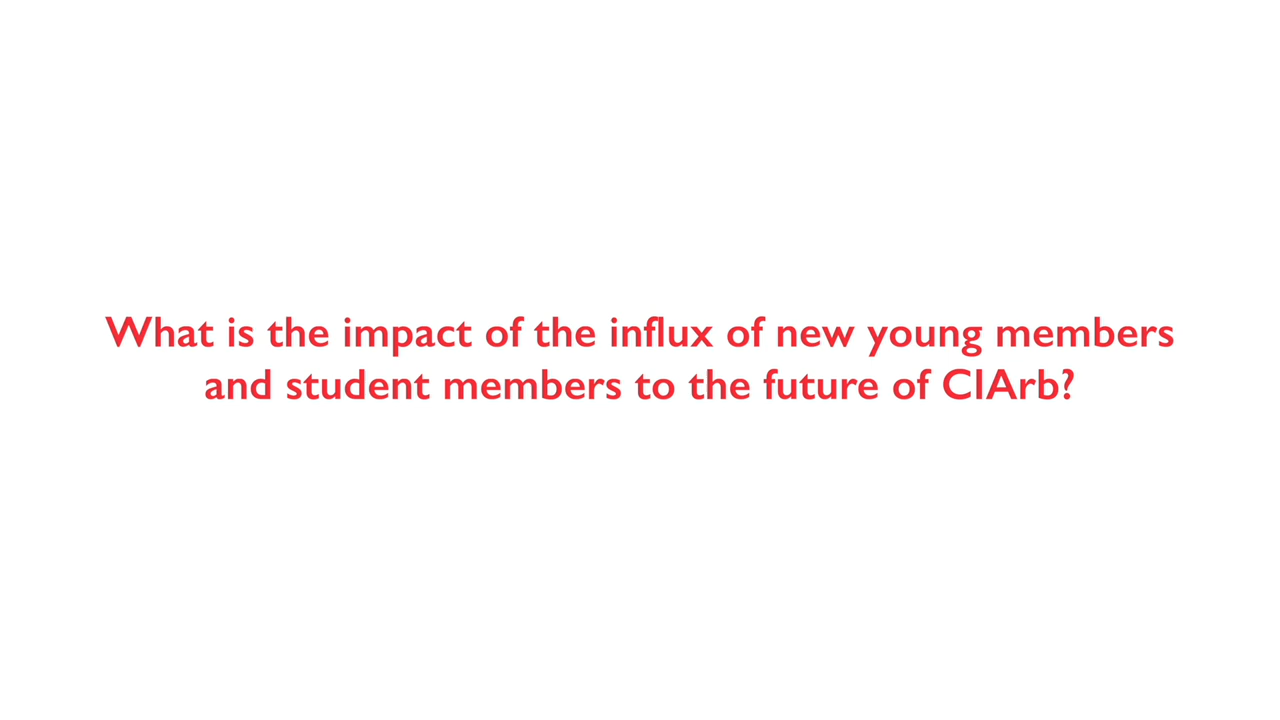 What is the impact of the influx of new young members
and student members to the future of CIArb?